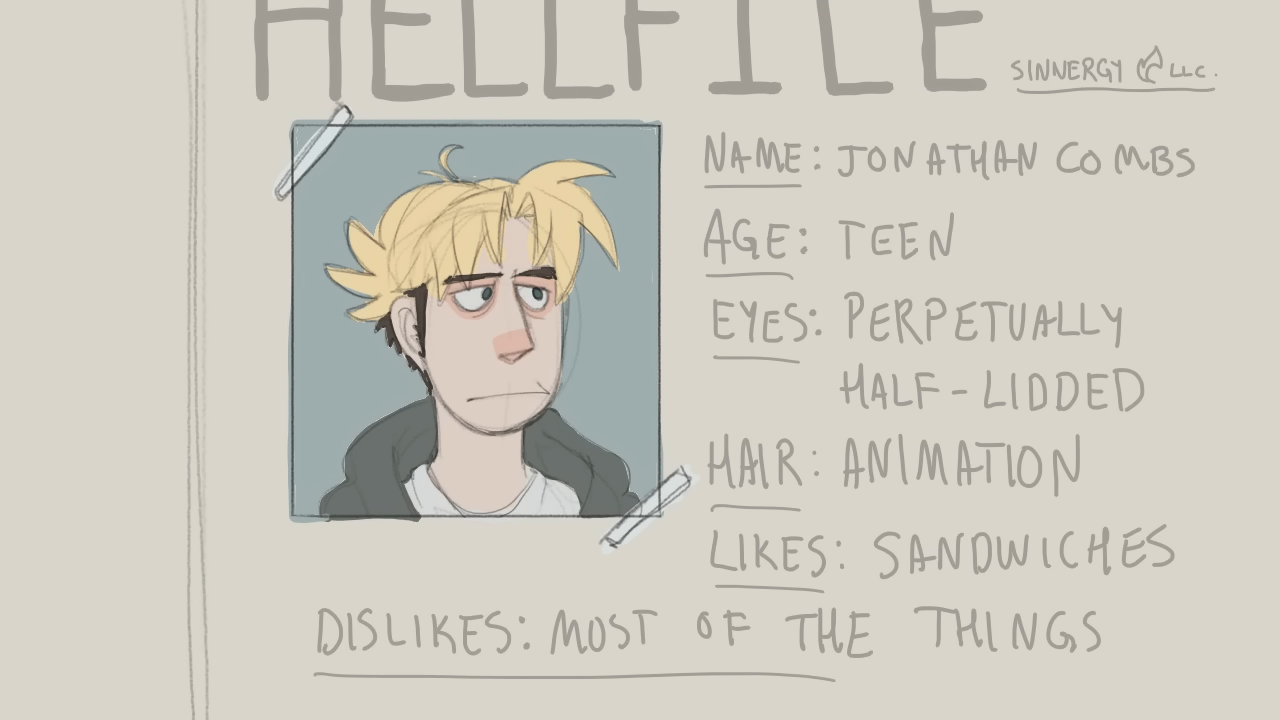 HELLFILE
SINNERGY LLC.
NAME: JONATHAN COMBS
AGE: TEEN
EYES: PERPETUALLY
HALF-LIDDED
HAIR: ANIMATION
LIKES: SANDWICHES
DISLIKES: MOST OF THE THINGS